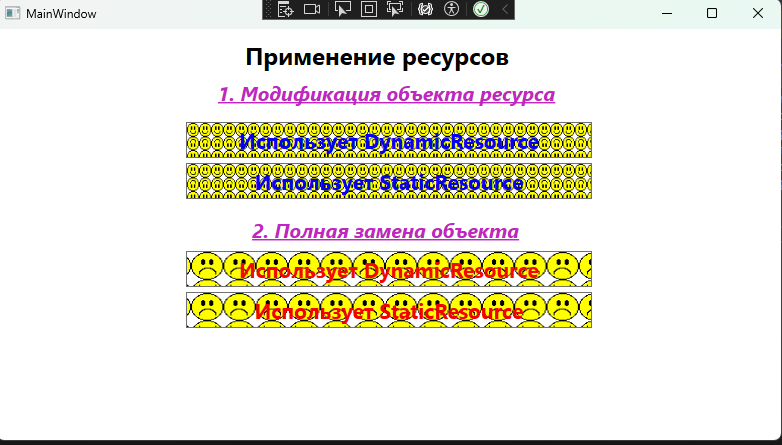 MainWindow
Применение ресурсов
1. Модификация объекта ресурса
Использует DynamicResource
Использует StaticResource
2. Полная замена объекта
Использует DynamicResource
Использует StaticResource